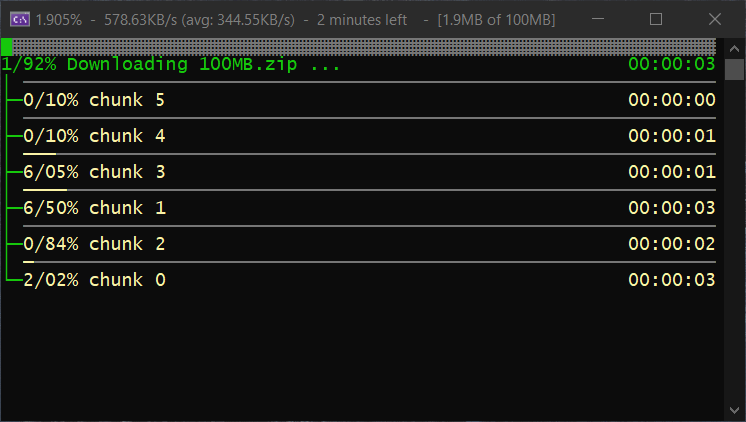 1.905% - 578.63KB/s (avg: 344.55KB/s) - 2 minutes left - [1.9MB of 100MB]
1/92% Downloading 100MB.zip ... 00:00:03
0/10% chunk 5 00:00:00
0/10% chunk 4 00:00:01
6/05% chunk 3 00:00:01
6/50% chunk 1 00:00:03
0/84% chunk 2 00:00:02
2/02% chunk 0 00:00:03